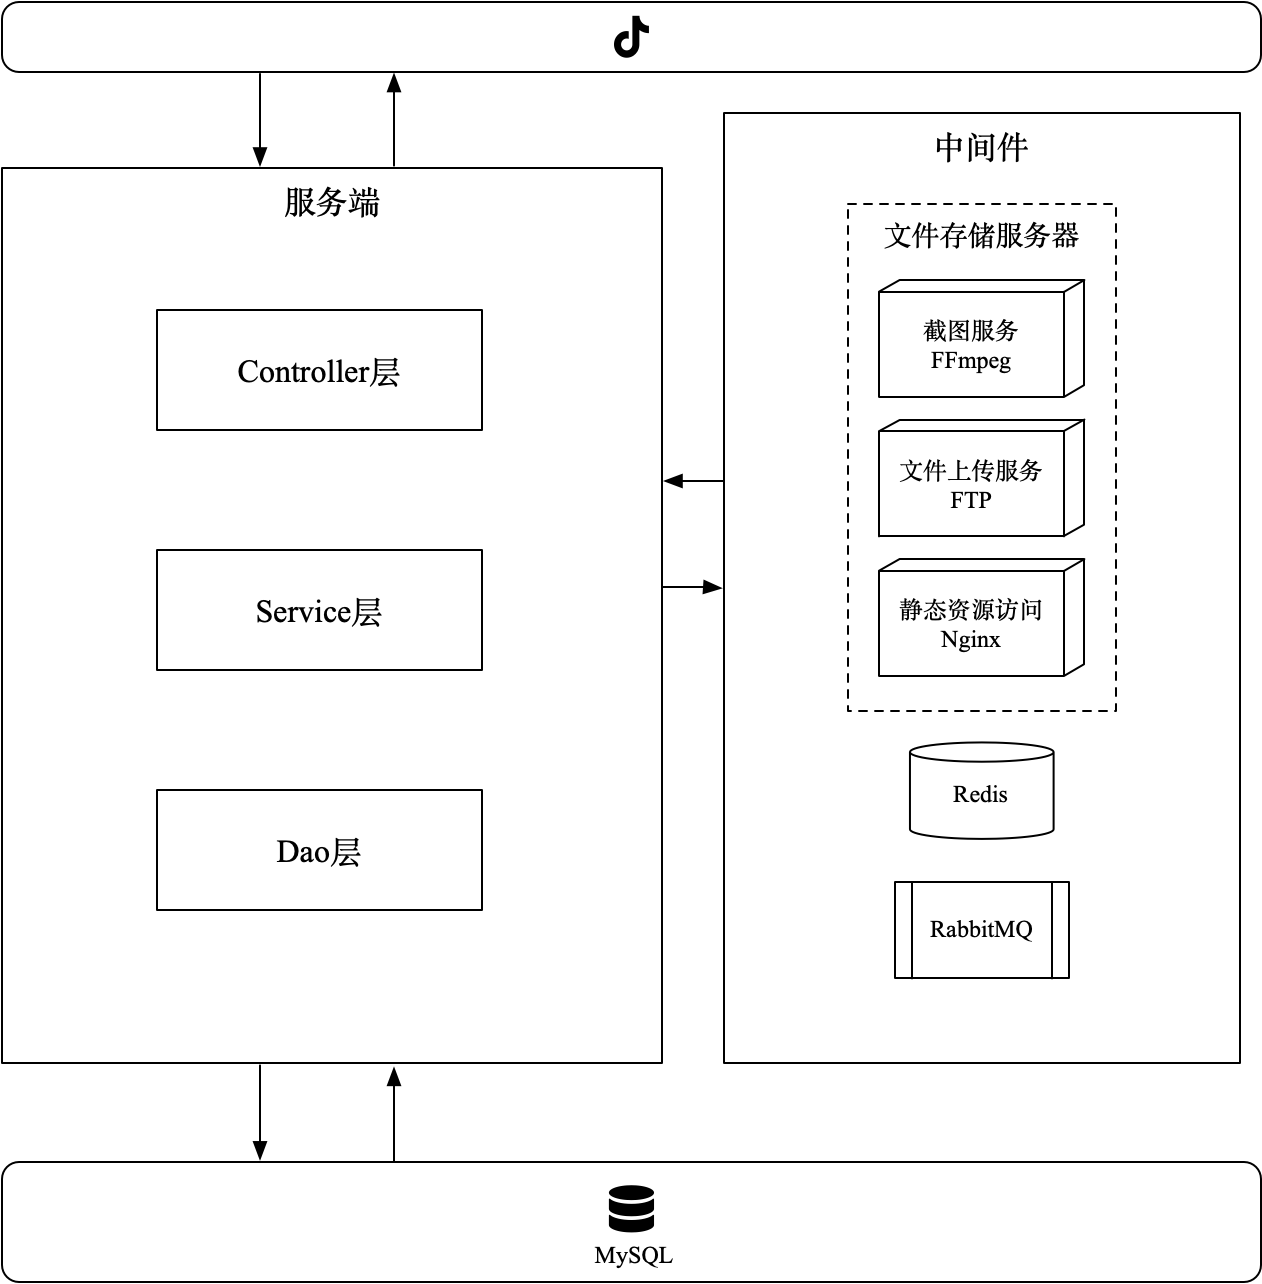 服务端
Controller层
Service层
Dao层
中间件
文件存储服务器
截图服务
FFmpeg
文件上传服务
FTP
静态资源访问
Nginx
Redis
RabbitMQ
MySQL